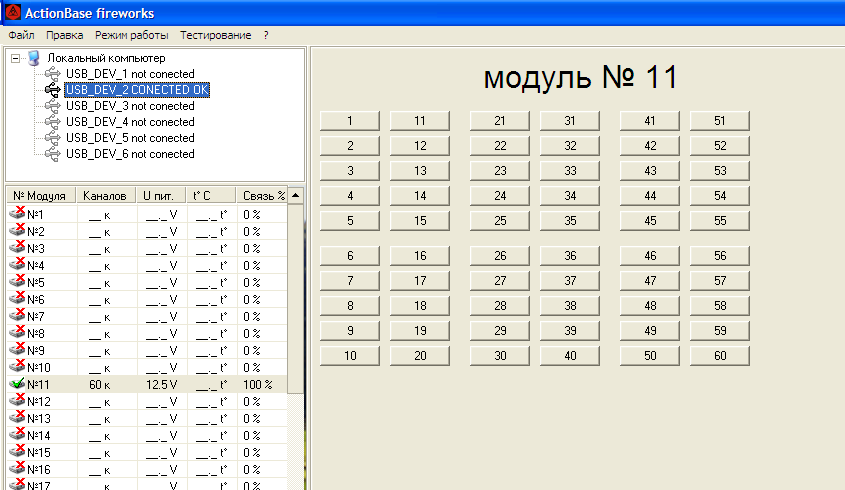 ActionBase fireworks
Файл Правка Режим работы Тестирование ?
Локальный компьютер
USB_DEV_1 not conected
USB_DEV_2 CONECTED OK
USB_DEV_3 not conected
USB_DEV_4 not conected
USB_DEV_5 not conected
USB_DEV_6 not conected
№ Модуля Каналов U пит. t° C Связь %
№1 __ к __._ V __._ t° 0 %
№2 __ к __._ V __._ t° 0 %
№3 __ к __._ V __._ t° 0 %
№4 __ к __._ V __._ t° 0 %
№5 __ к __._ V __._ t° 0 %
№6 __ к __._ V __._ t° 0 %
№7 __ к __._ V __._ t° 0 %
№8 __ к __._ V __._ t° 0 %
№9 __ к __._ V __._ t° 0 %
№10 __ к __._ V __._ t° 0 %
№11 60 к 12.5 V __._ t° 100 %
№12 __ к __._ V __._ t° 0 %
№13 __ к __._ V __._ t° 0 %
№14 __ к __._ V __._ t° 0 %
№15 __ к __._ V __._ t° 0 %
№16 __ к __._ V __._ t° 0 %
№17 __ к __._ V __._ t° 0 %
модуль № 11
1 11 21 31 41 51
2 12 22 32 42 52
3 13 23 33 43 53
4 14 24 34 44 54
5 15 25 35 45 55
6 16 26 36 46 56
7 17 27 37 47 57
8 18 28 38 48 58
9 19 29 39 49 59
10 20 30 40 50 60